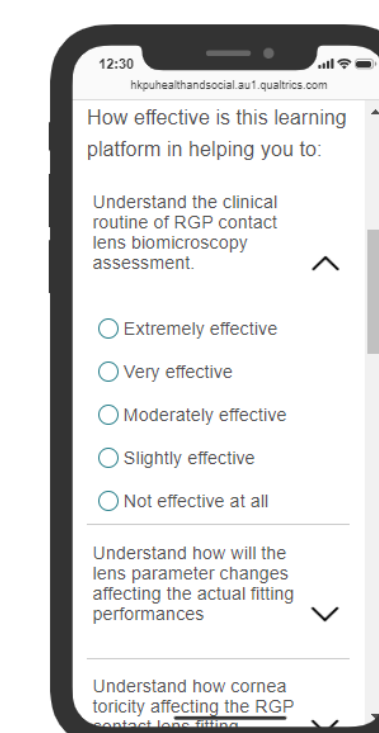 12:30
hkpuhealthandsocial.au1.qualtrics.com
How effective is this learning
platform in helping you to:
Understand the clinical
routine of RGP contact
lens biomicroscopy
assessment.
Extremely effective
Very effective
Moderately effective
Slightly effective
Not effective at all
Understand how will the
lens parameter changes
affecting the actual fitting
performances
Understand how cornea
toricity affecting the RGP
contact lens fitting